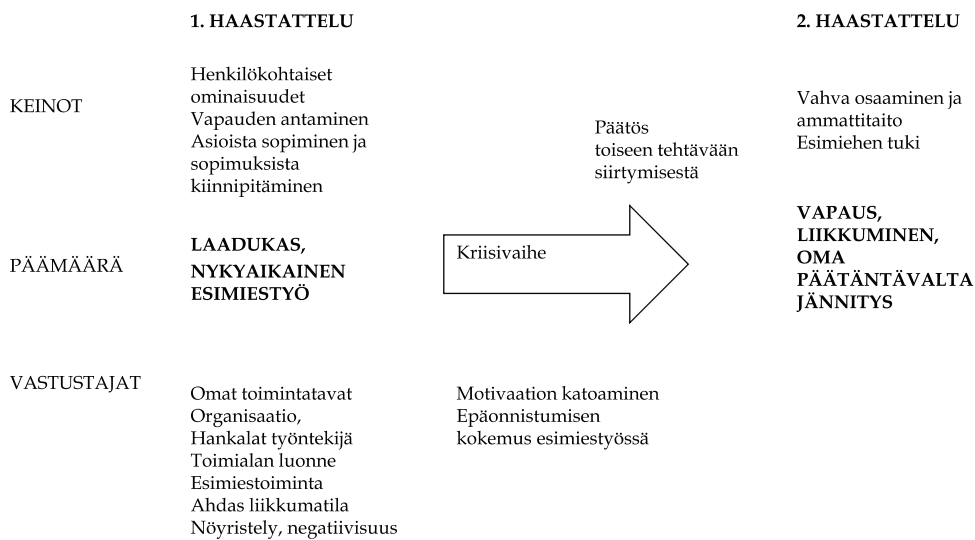 1. HAASTATTELU
2. HAASTATTELU
KEINOT
Henkilökohtaiset
ominaisuudet
Vapauden antaminen
Asioista sopiminen ja
sopimuksista
kiinnipitäminen
Päätös
toiseen tehtävään
siirtymisestä
Vahva osaaminen ja
ammattitaito
Esimiehen tuki
PÄÄMÄÄRÄ
LAADUKAS,
NYKYAIKAINEN
ESIMIESTYÖ
Kriisivaihe
VAPAUS,
LIIKKUMINEN,
OMA
PÄÄTÄNTÄVALTA
JÄNNITYS
VASTUSTAJAT
Omat toimintatavat
Organisaatio,
Hankalat työntekijä
Toimialan luonne
Esimiestoiminta
Ahdas liikkumatila
Nöyristely, negatiivisuus
Motivaation katoaminen
Epäonnistumisen
kokemus esimiestyössä